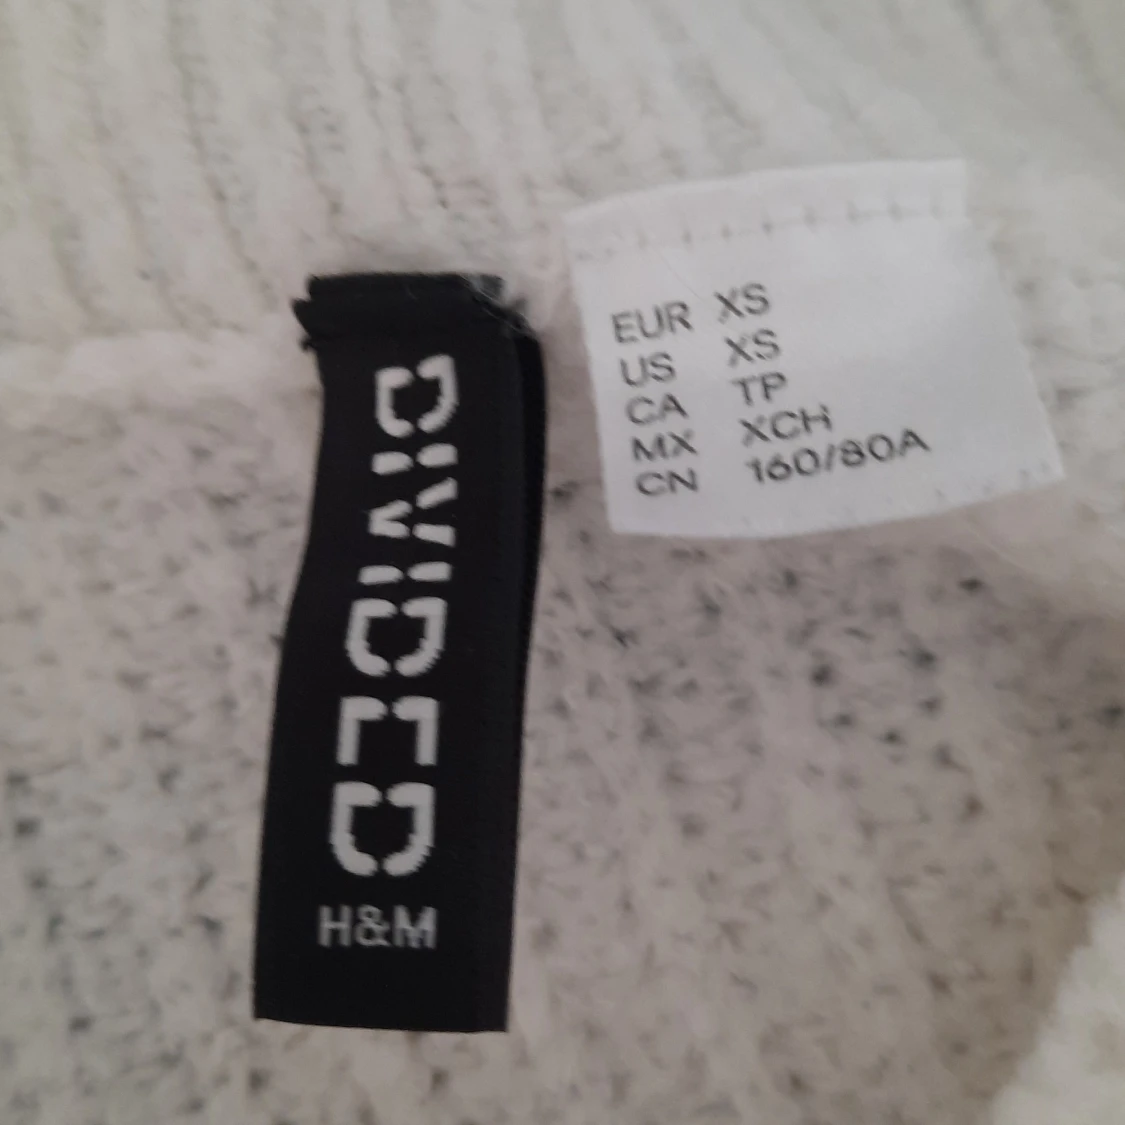 DIVIDED
H&M
EUR XS
US XS
CA TP
MX XCH
CN 160/80A